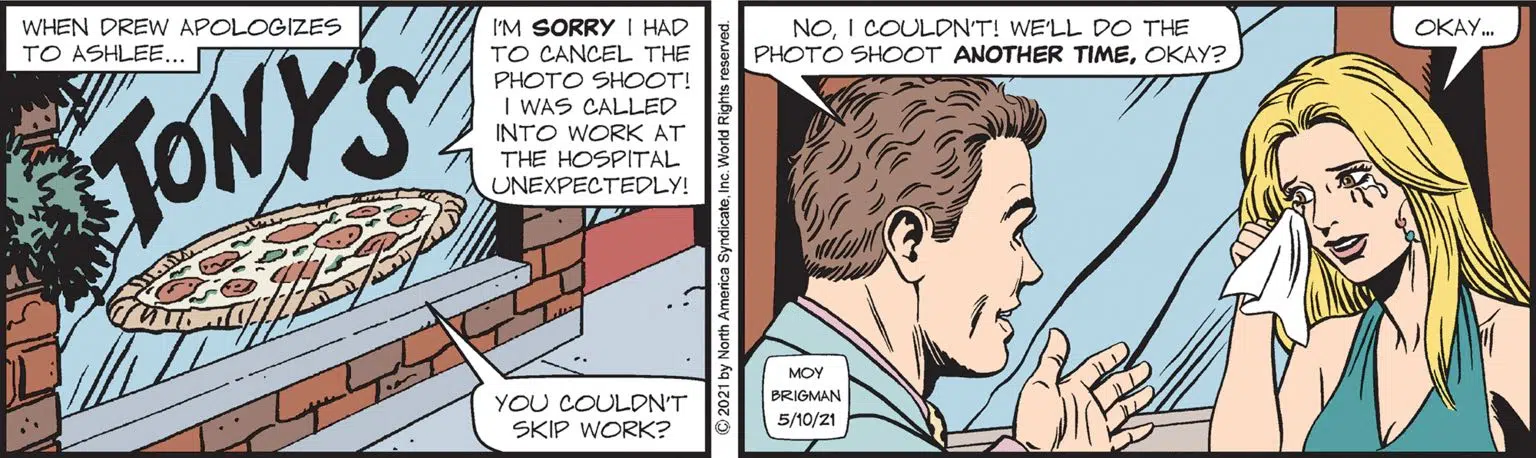 WHEN DREW APOLOGIZES
TO ASHLEE...
TONY'S
I'M SORRY I HAD
TO CANCEL THE
PHOTO SHOOT!
I WAS CALLED
INTO WORK AT
THE HOSPITAL
UNEXPECTEDLY!
YOU COULDN'T
SKIP WORK?
©2021 by North America Syndicate, Inc. World Rights reserved.
NO, I COULDN'T! WE'LL DO THE
PHOTO SHOOT ANOTHER TIME, OKAY?
OKAY...
MOY
BRIGMAN
5/10/21